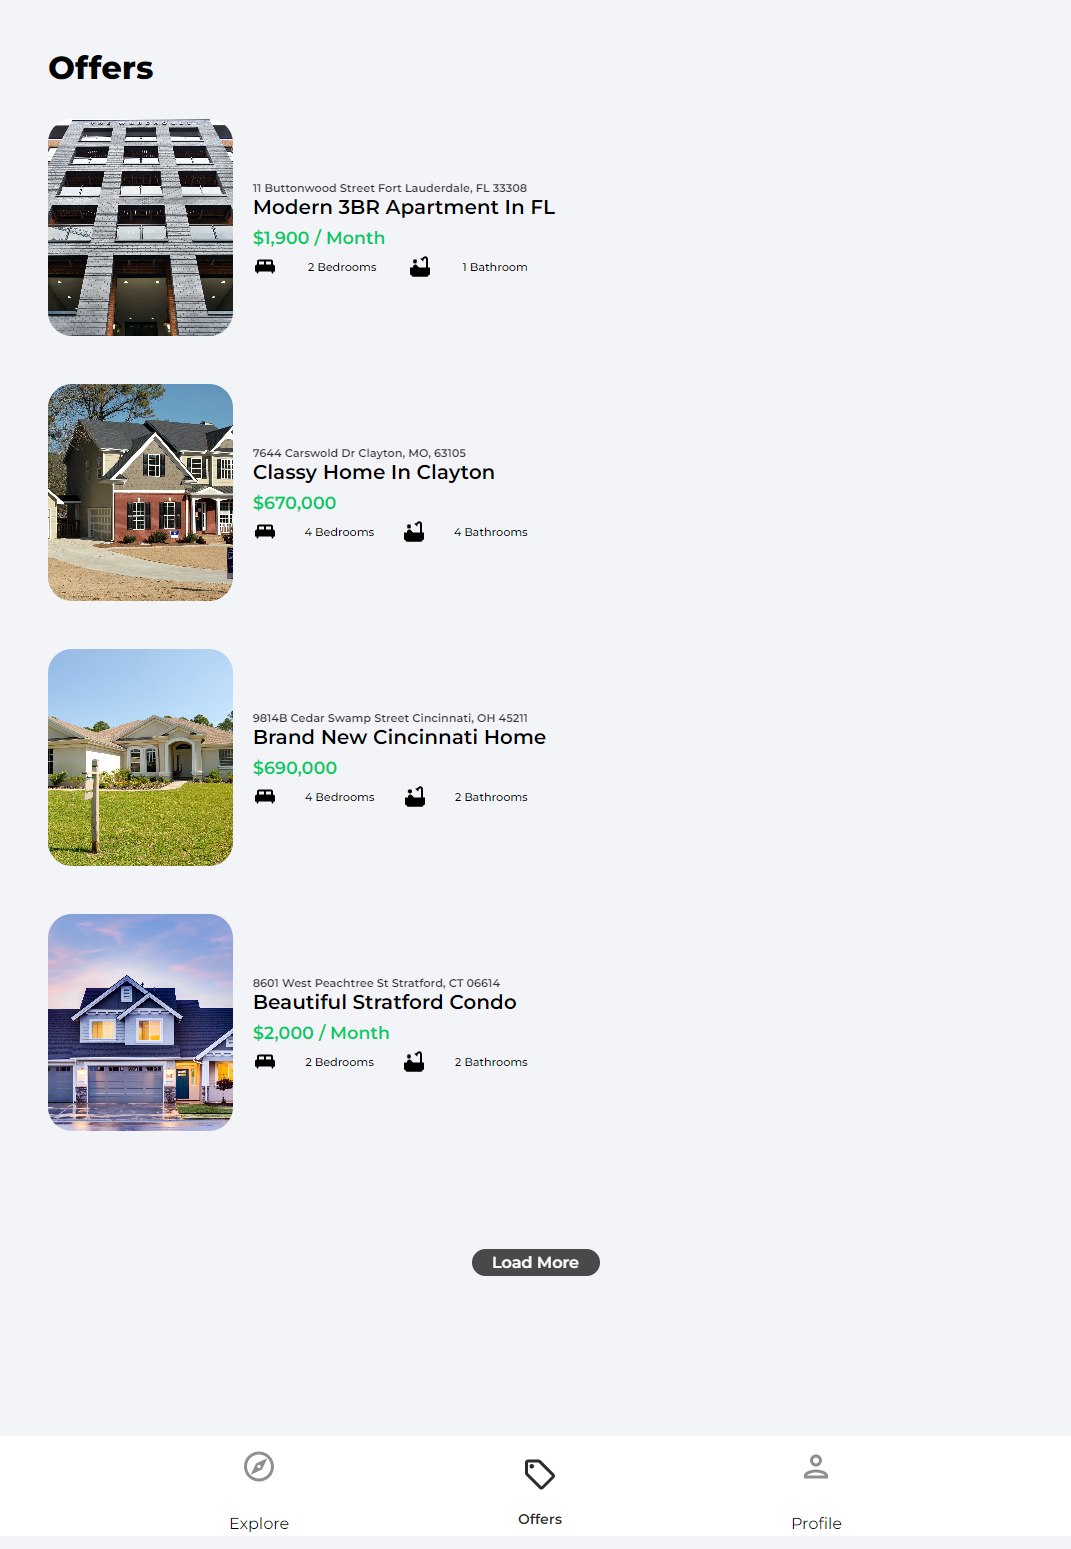 Offers
11 Buttonwood Street Fort Lauderdale, FL 33308
Modern 3BR Apartment In FL
$1,900 / Month
2 Bedrooms 1 Bathroom
7644 Carswold Dr Clayton, MO, 63105
Classy Home In Clayton
$670,000
4 Bedrooms 4 Bathrooms
9814B Cedar Swamp Street Cincinnati, OH 45211
Brand New Cincinnati Home
$690,000
4 Bedrooms 2 Bathrooms
8601 West Peachtree St Stratford, CT 06614
Beautiful Stratford Condo
$2,000 / Month
2 Bedrooms 2 Bathrooms
Load More
Explore Offers Profile